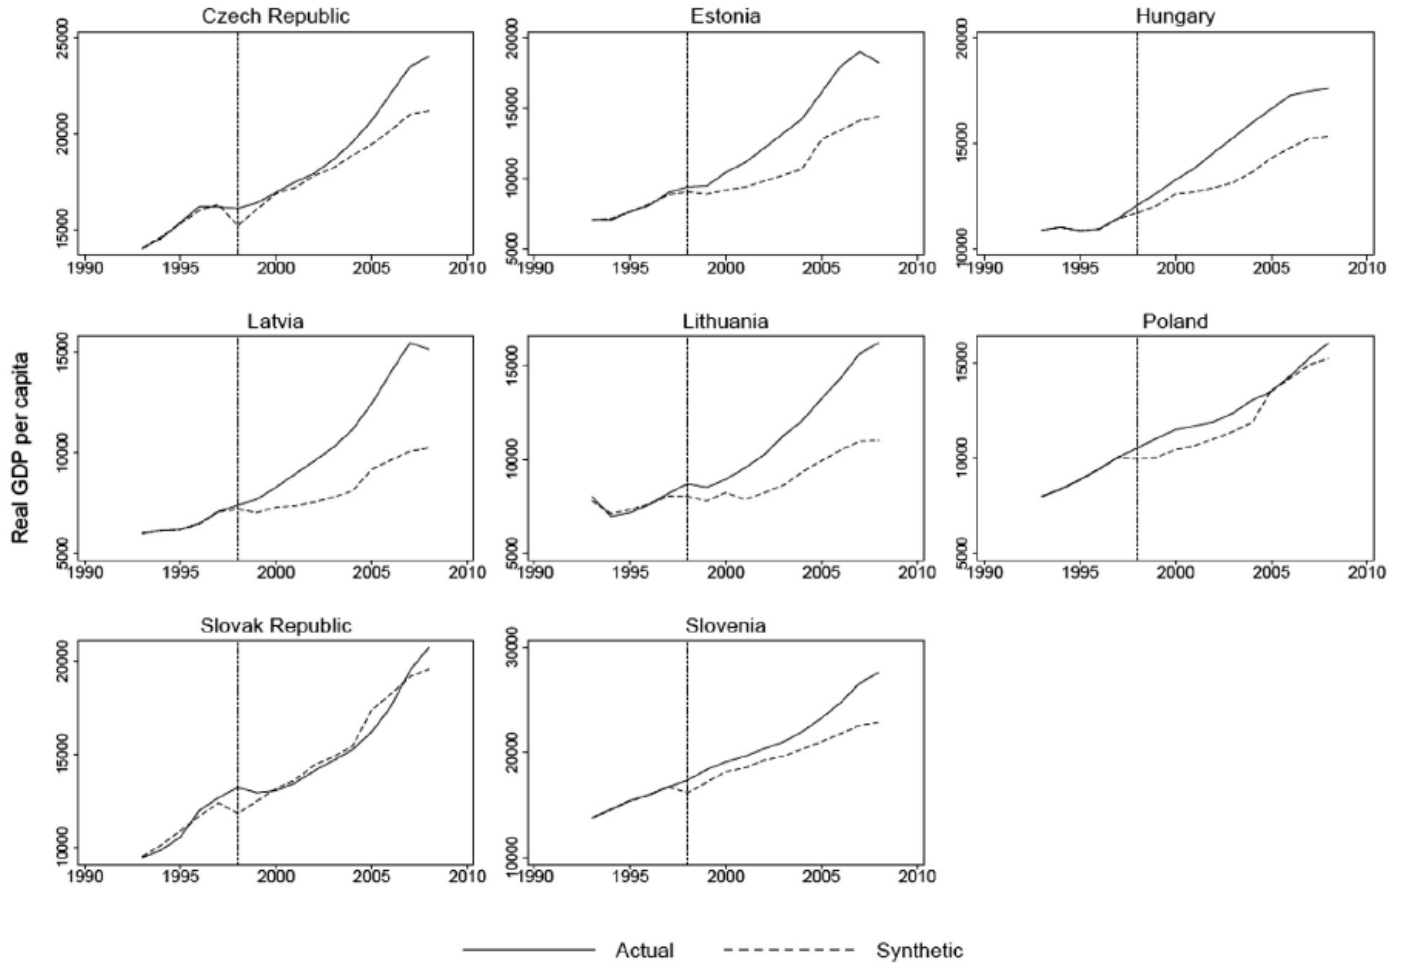 Czech Republic
Estonia
Hungary
25000
20000
15000
1990 1995 2000 2005 2010
20000
15000
10000
5000
1990 1995 2000 2005 2010
20000
15000
10000
1990 1995 2000 2005 2010
Real GDP per capita
Latvia
Lithuania
Poland
15000
10000
5000
1990 1995 2000 2005 2010
15000
10000
5000
1990 1995 2000 2005 2010
15000
10000
5000
1990 1995 2000 2005 2010
Slovak Republic
Slovenia
20000
15000
10000
1990 1995 2000 2005 2010
30000
20000
10000
1990 1995 2000 2005 2010
Actual Synthetic